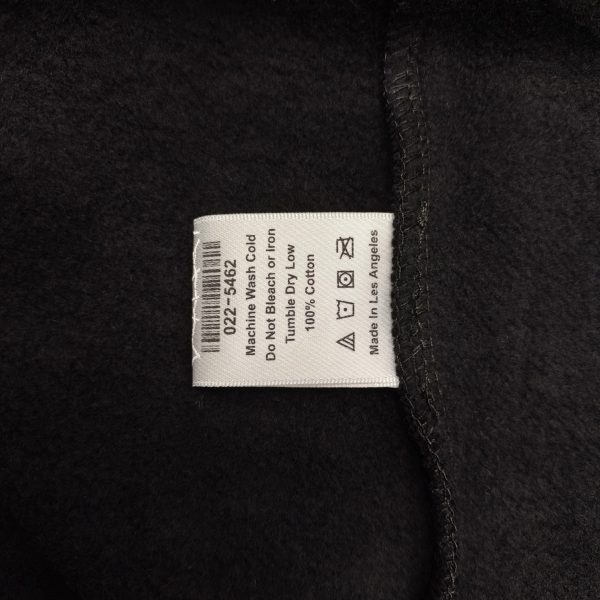 022-5462
Machine Wash Cold
Do Not Bleach or Iron
Tumble Dry Low
100% Cotton
Made In Los Angeles